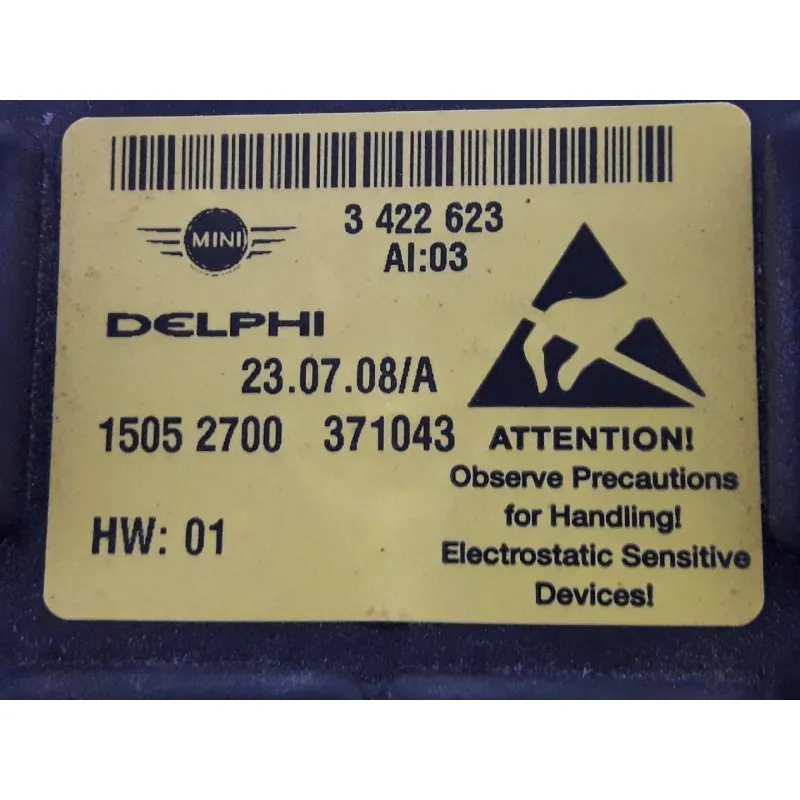 MINI
3 422 623
AI:03
DELPHI
23.07.08/A
1505 2700 371043
HW: 01
ATTENTION!
Observe Precautions
for Handling!
Electrostatic Sensitive
Devices!